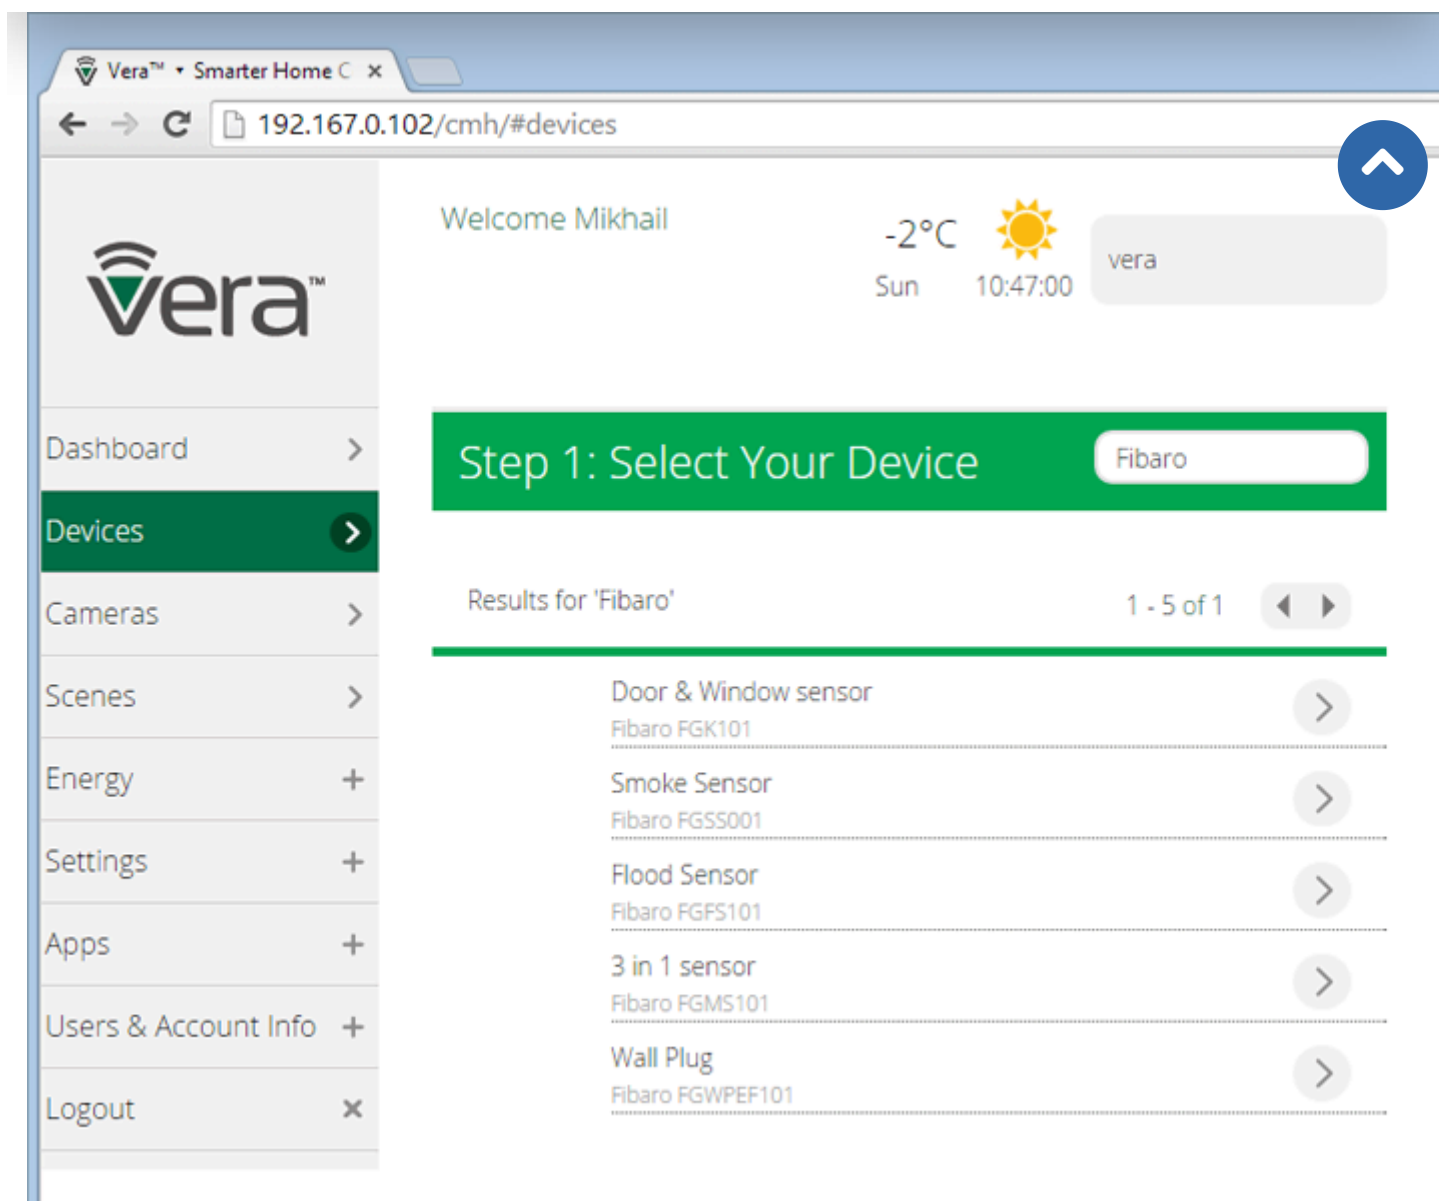 Vera™ • Smarter Home C
192.167.0.102/cmh/#devices
vera™
Welcome Mikhail
-2°C
Sun 10:47:00
vera
Dashboard
Devices
Cameras
Scenes
Energy
Settings
Apps
Users & Account Info
Logout
Step 1: Select Your Device
Fibaro
Results for 'Fibaro'
1 - 5 of 1
Door & Window sensor
Fibaro FGK101
Smoke Sensor
Fibaro FGSS001
Flood Sensor
Fibaro FGFS101
3 in 1 sensor
Fibaro FGMS101
Wall Plug
Fibaro FGWPEF101